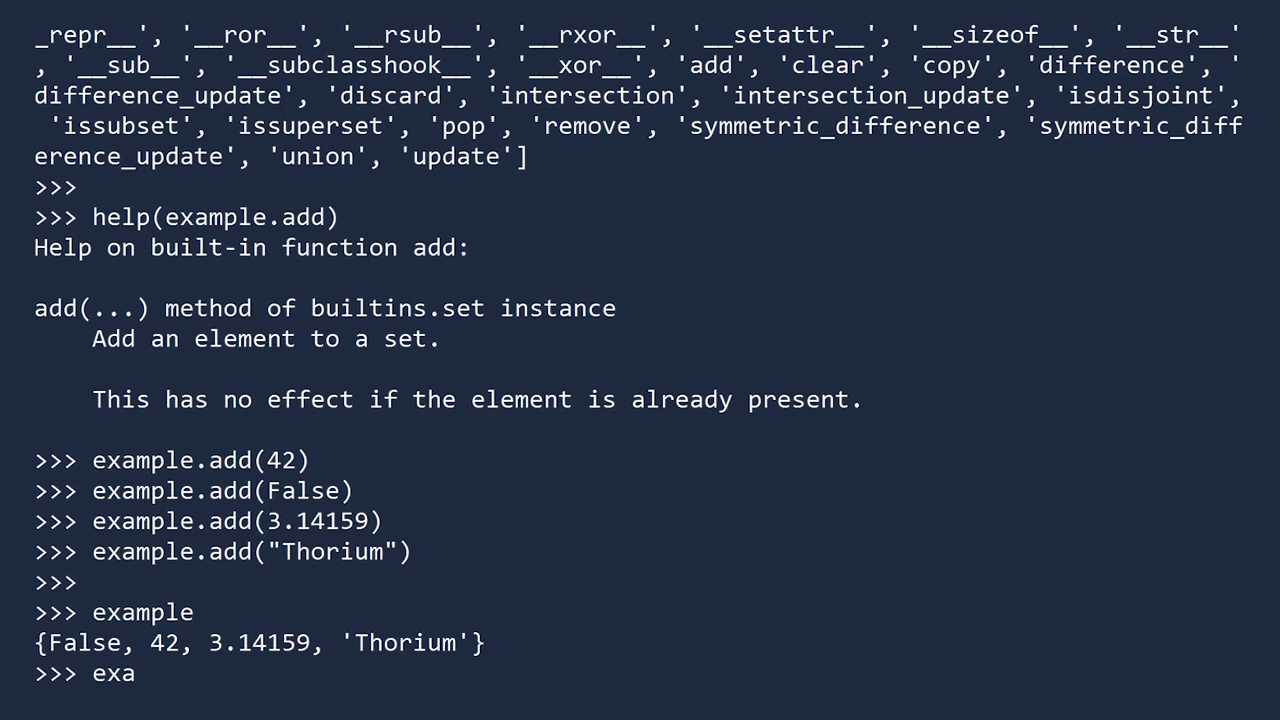 _repr__', '__ror__', '__rsub__', '__rxor__', '__setattr__', '__sizeof__', '__str__'
, '__sub__', '__subclasshook__', '__xor__', 'add', 'clear', 'copy', 'difference', '
difference_update', 'discard', 'intersection', 'intersection_update', 'isdisjoint',
 'issubset', 'issuperset', 'pop', 'remove', 'symmetric_difference', 'symmetric_diff
erence_update', 'union', 'update']
>>>
>>> help(example.add)
Help on built-in function add:

add(...) method of builtins.set instance
    Add an element to a set.

    This has no effect if the element is already present.

>>> example.add(42)
>>> example.add(False)
>>> example.add(3.14159)
>>> example.add("Thorium")
>>>
>>> example
{False, 42, 3.14159, 'Thorium'}
>>> exa